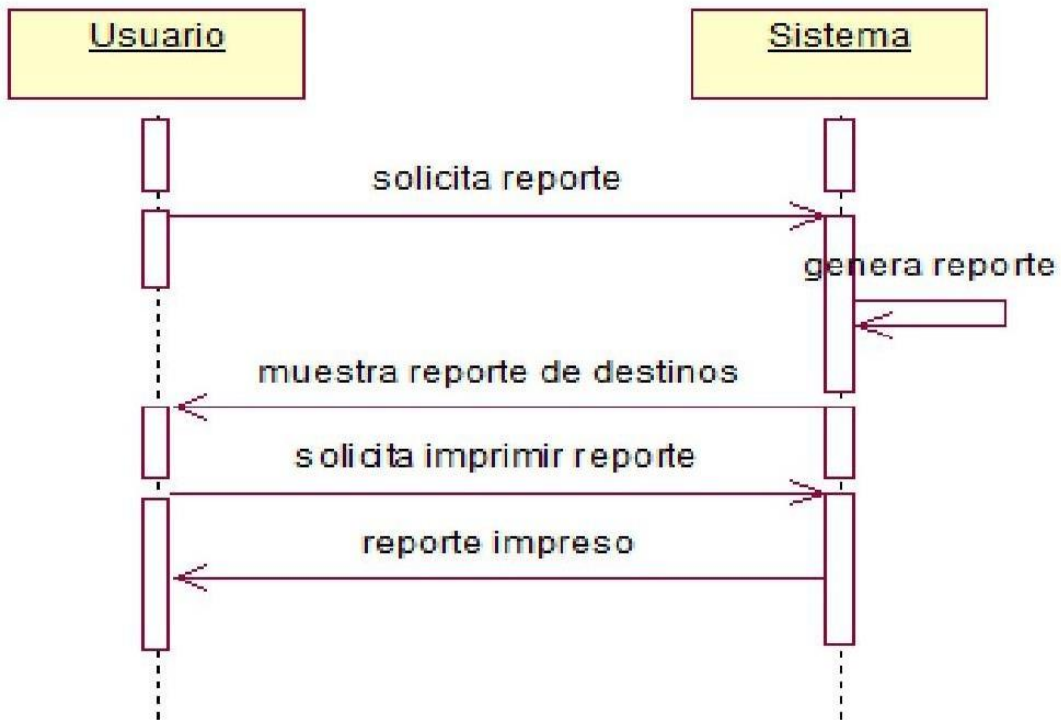 Usuario
Sistema
solicita reporte
genera reporte
muestra reporte de destinos
solicita imprimir reporte
reporte impreso